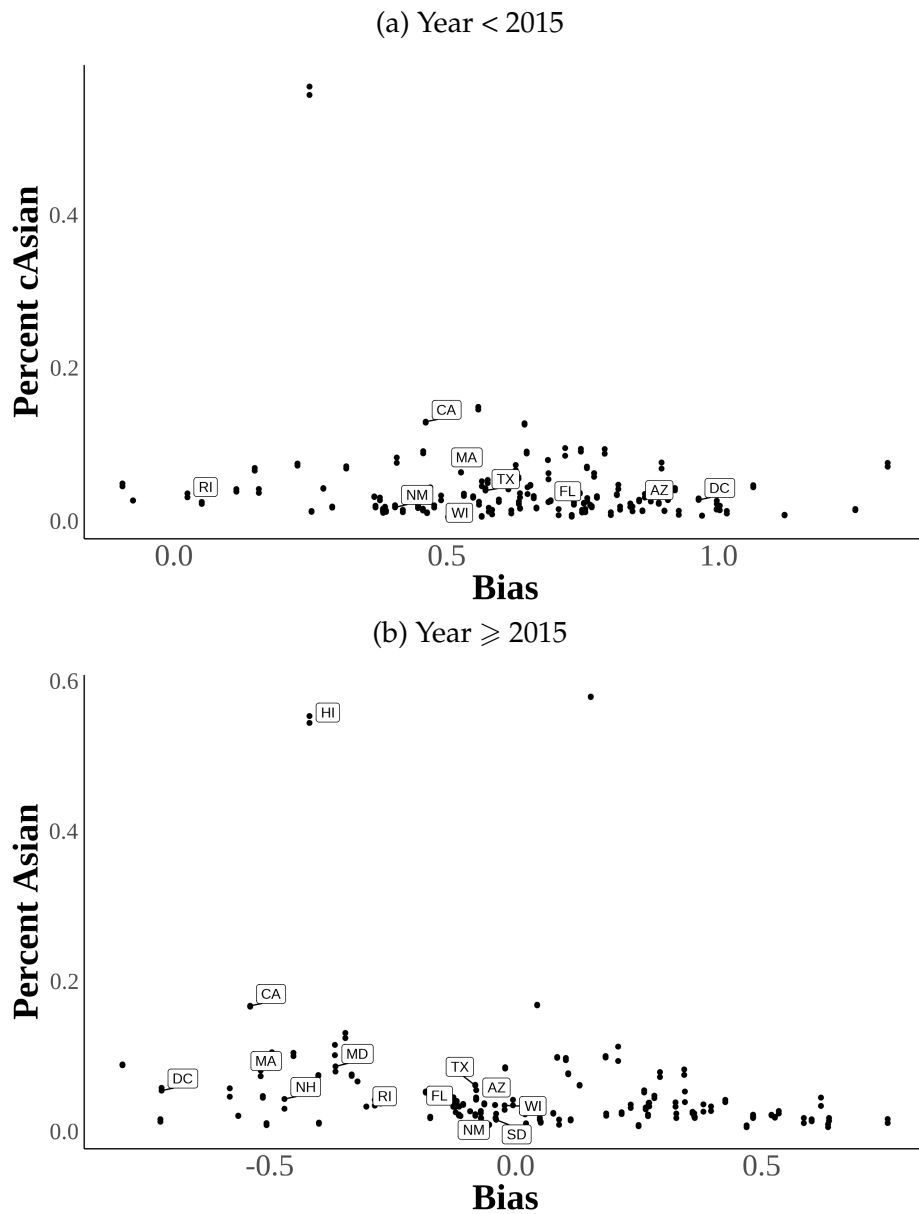 (a) Year < 2015
Percent cAsian
0.4
0.2
0.0
CA
MA
RI
TX
NM
FL
AZ
DC
WI
0.0 0.5 1.0
Bias
(b) Year ⩾ 2015
Percent Asian
0.6
0.4
0.2
0.0
HI
CA
MA
MD
DC
NH
RI
TX
AZ
FL
WI
NM
SD
-0.5 0.0 0.5
Bias